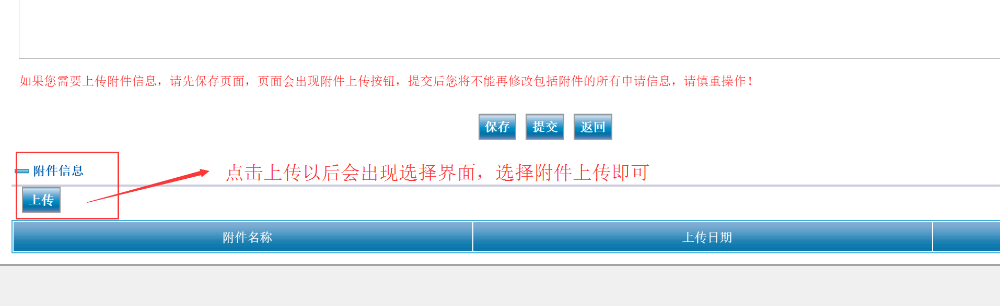 如果您需要上传附件信息，请先保存页面，页面会出现附件上传按钮，提交后您将不能再修改包括附件的所有申请信息，请慎重操作！
保存 提交 返回
附件信息
点击上传以后会出现选择界面，选择附件上传即可
上传
附件名称 上传日期